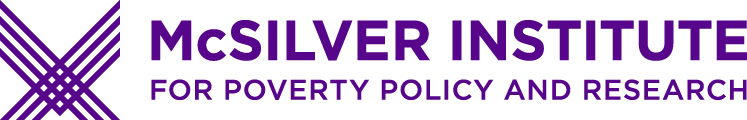 McSILVER INSTITUTE
FOR POVERTY POLICY AND RESEARCH